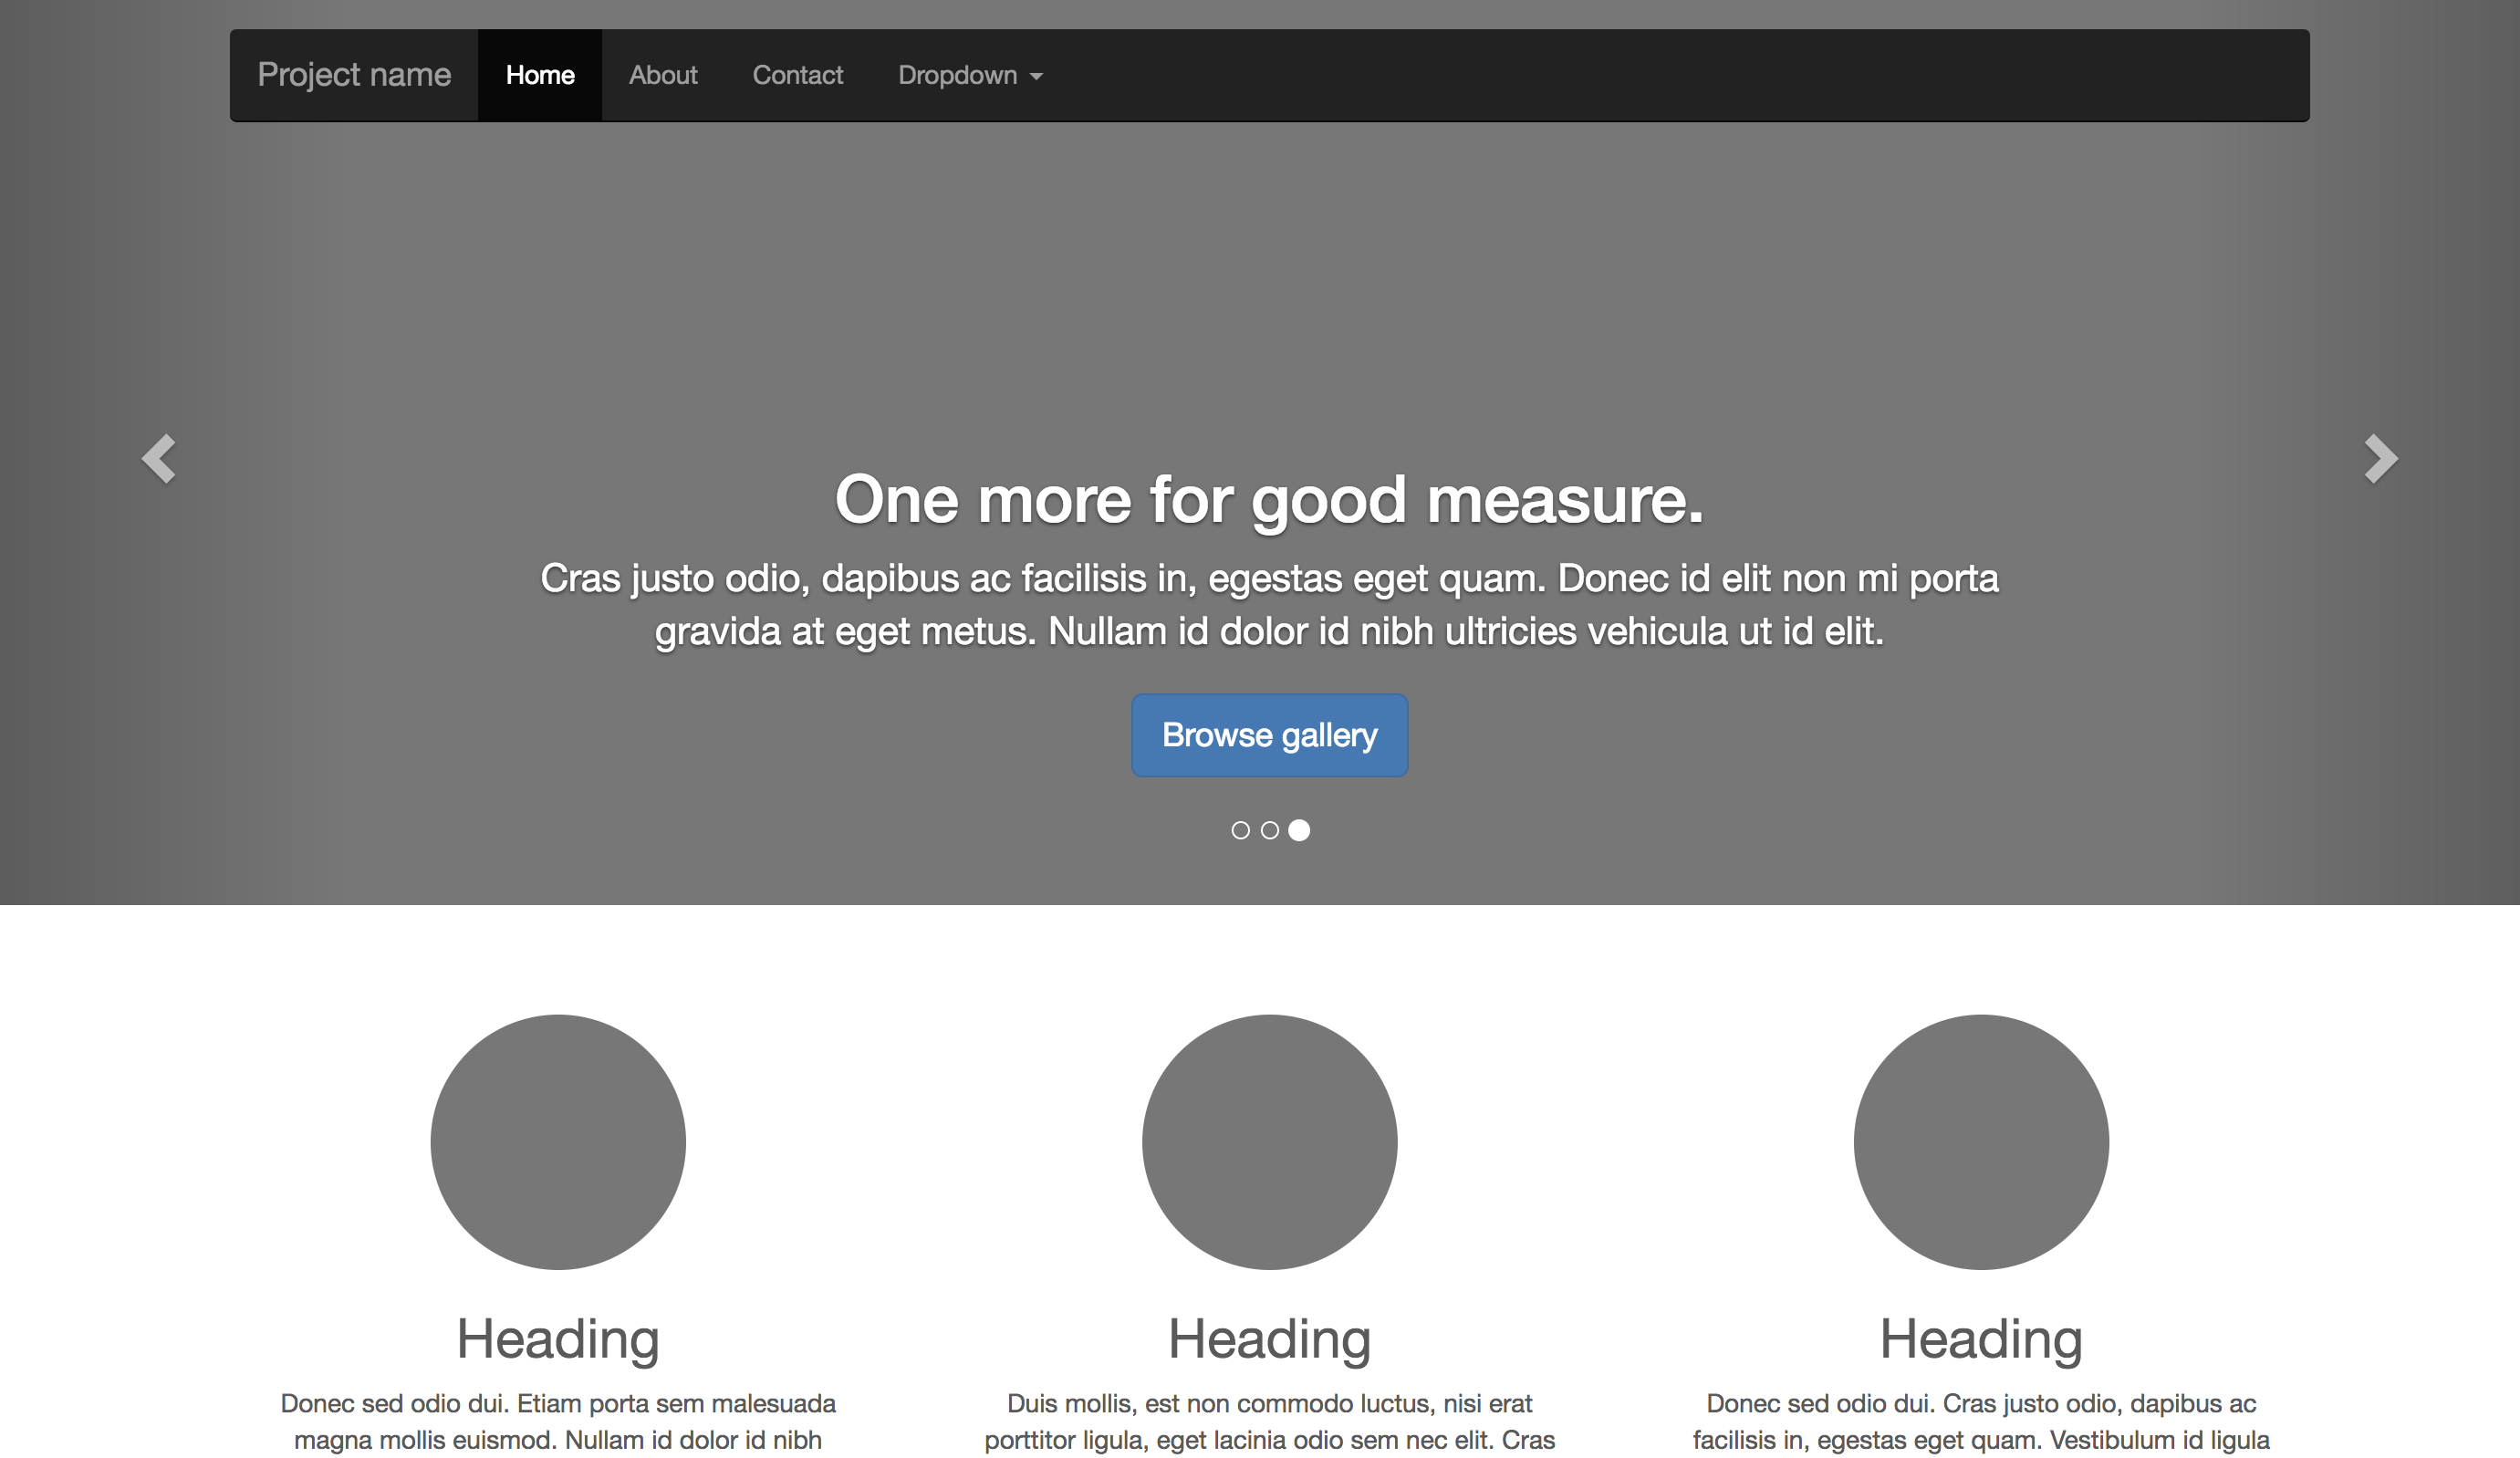 Project name Home About Contact Dropdown
One more for good measure.
Cras justo odio, dapibus ac facilisis in, egestas eget quam. Donec id elit non mi porta
gravida at eget metus. Nullam id dolor id nibh ultricies vehicula ut id elit.
Browse gallery
Heading
Donec sed odio dui. Etiam porta sem malesuada
magna mollis euismod. Nullam id dolor id nibh
Heading
Duis mollis, est non commodo luctus, nisi erat
porttitor ligula, eget lacinia odio sem nec elit. Cras
Heading
Donec sed odio dui. Cras justo odio, dapibus ac
facilisis in, egestas eget quam. Vestibulum id ligula